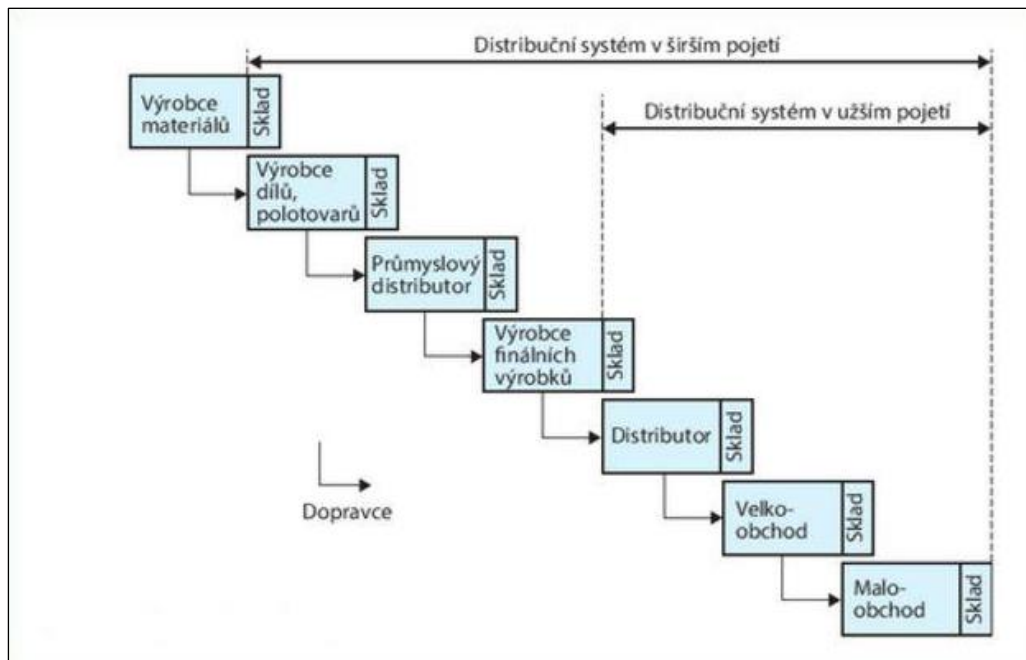 Distribuční systém v širším pojetí
Distribuční systém v užším pojetí
Výrobce
materiálů
Sklad
Výrobce
dílů,
polotovarů
Sklad
Průmyslový
distributor
Sklad
Výrobce
finálních
výrobků
Sklad
Distributor
Sklad
Velko-
obchod
Sklad
Malo-
obchod
Sklad
Dopravce